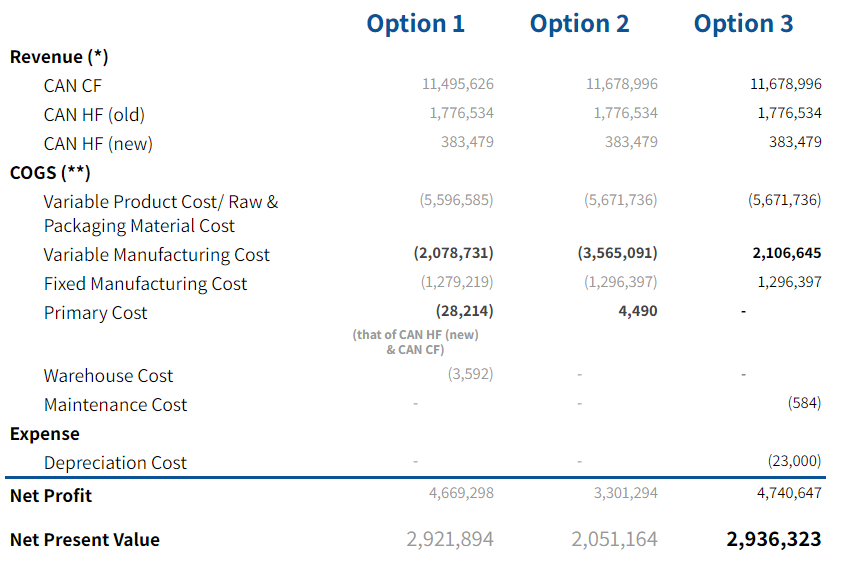 Option 1 Option 2 Option 3
Revenue (*)
CAN CF 11,495,626 11,678,996 11,678,996
CAN HF (old) 1,776,534 1,776,534 1,776,534
CAN HF (new) 383,479 383,479 383,479
COGS (**)
Variable Product Cost/ Raw & (5,596,585) (5,671,736) (5,671,736)
Packaging Material Cost
Variable Manufacturing Cost (2,078,731) (3,565,091) 2,106,645
Fixed Manufacturing Cost (1,279,219) (1,296,397) 1,296,397
Primary Cost (28,214) 4,490 -
(that of CAN HF (new)
& CAN CF)
Warehouse Cost (3,592) - -
Maintenance Cost - - (584)
Expense
Depreciation Cost - - (23,000)
Net Profit 4,669,298 3,301,294 4,740,647
Net Present Value 2,921,894 2,051,164 2,936,323